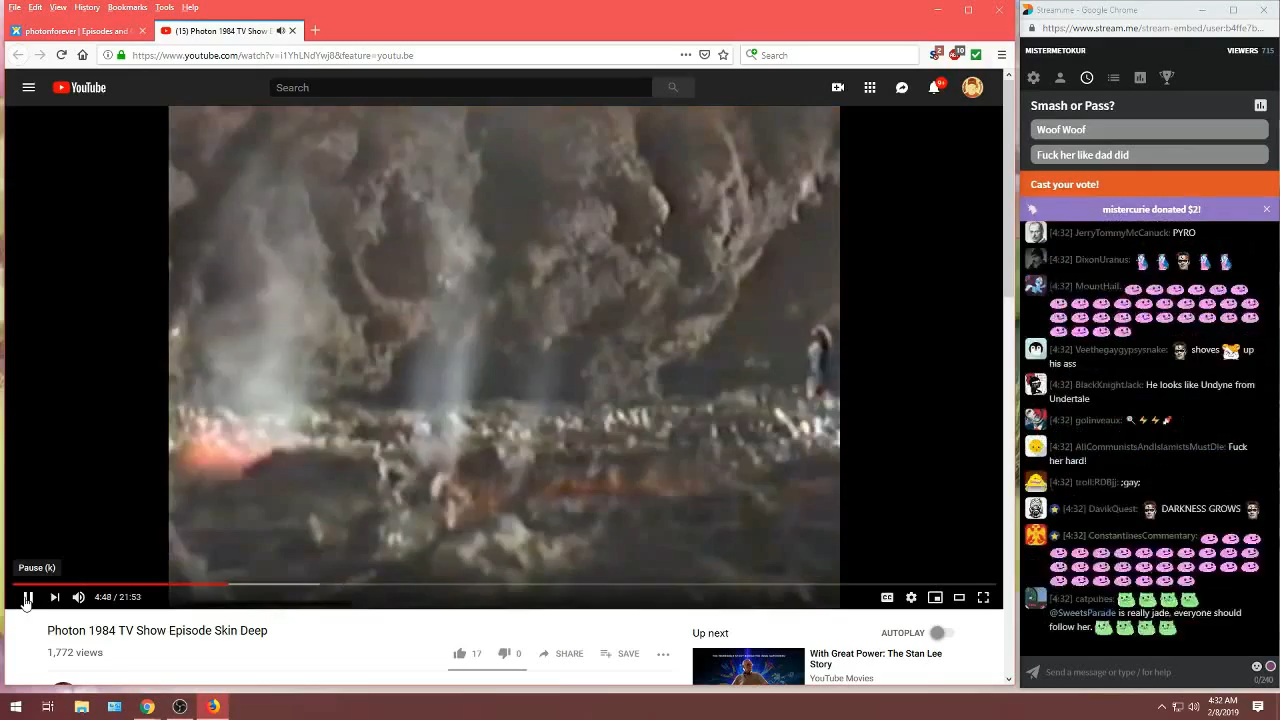 File Edit View History Bookmarks Tools Help
photonforever | Episodes and
(15) Photon 1984 TV Show E
https://www.youtube.com/watch?v=i1YhLNdYwj8&feature=youtu.be
Search
2
10
YouTube
Search
9+
Pause (k)
4:48 / 21:53
CC
Photon 1984 TV Show Episode Skin Deep
1,772 views
17
0
SHARE
SAVE
Up next
AUTOPLAY
With Great Power: The Stan Lee
Story
YouTube Movies
Streamme - Google Chrome
https://www.stream.me/stream-embed/user:b4ffe7b...
MISTERMETOKUR
VIEWERS 715
Smash or Pass?
Woof Woof
Fuck her like dad did
Cast your vote!
mistercurie donated $2!
[4:32] JerryTommyMcCanuck: PYRO
[4:32] DixonUranus:
[4:32] MountHail:
[4:32] Veethegaygypsysnake: shoves up
his ass
[4:32] BlackKnightJack: He looks like Undyne from
Undertale
[4:32] golinveaux:
[4:32] AllCommunistsAndIslamistsMustDie: Fuck
her hard!
[4:32] troll:RDBjj: ;gay;
[4:32] DavikQuest: DARKNESS GROWS
[4:32] ConstantinesCommentary:
[4:32] catpubes:
@SweetsParade is really jade, everyone should
follow her.
Send a message or type / for help
0/240
4:32 AM
2/8/2019